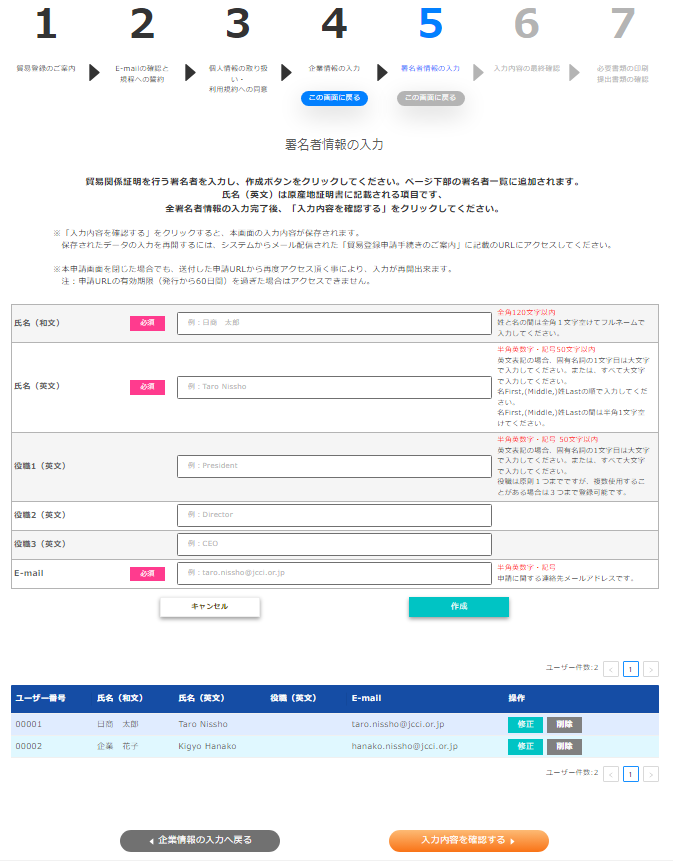 1 2 3 4 5 6 7
貿易登録のご案内
E-mailの確認と
規程への誓約
個人情報の取り扱
い・
利用規約への同意
企業情報の入力
この画面に戻る
署名者情報の入力
この画面に戻る
入力内容の最終確認
必要書類の印刷
提出書類の確認
署名者情報の入力
貿易関係証明を行う署名者を入力し、作成ボタンをクリックしてください。ページ下部の署名者一覧に追加されます。
氏名（英文）は原産地証明書に記載される項目です、
全署名者情報の入力完了後、「入力内容を確認する」をクリックしてください。
※「入力内容を確認する」をクリックすると、本画面の入力内容が保存されます。
保存されたデータの入力を再開するには、システムからメール配信された「貿易登録申請手続きのご案内」に記載のURLにアクセスしてください。
※本申請画面を閉じた場合でも、送付した申請URLから再度アクセス頂く事により、入力が再開出来ます。
注：申請URLの有効期限（発行から60日間）を過ぎた場合はアクセスできません。
氏名（和文） 必須 例：日商　太郎
全角120文字以内
姓と名の間は全角１文字空けてフルネームで
入力してください。
氏名（英文） 必須 例：Taro Nissho
半角英数字・記号50文字以内
英文表記の場合、固有名詞の1文字目は大文字
で入力してください。または、すべて大文字
で入力してください。
名First,(Middle,)姓Lastの順で入力してくだ
さい。
名First,(Middle,)姓Lastの間は半角1文字空
けてください。
役職1（英文） 例：President
半角英数字・記号 50文字以内
英文表記の場合、固有名詞の1文字目は大文字
で入力してください。または、すべて大文字
で入力してください。
役職は原則１つまでですが、複数使用するこ
とがある場合は３つまで登録可能です。
役職2（英文） 例：Director
役職3（英文） 例：CEO
E-mail 必須 例：taro.nissho@jcci.or.jp
半角英数字・記号
申請に関する連絡先メールアドレスです。
キャンセル 作成
ユーザー件数:2 < 1 >
ユーザー番号 氏名（和文） 氏名（英文） 役職（英文） E-mail 操作
00001 日商　太郎 Taro Nissho taro.nissho@jcci.or.jp 修正 削除
00002 企業　花子 Kigyo Hanako hanako.nissho@jcci.or.jp 修正 削除
ユーザー件数:2 < 1 >
企業情報の入力へ戻る 入力内容を確認する